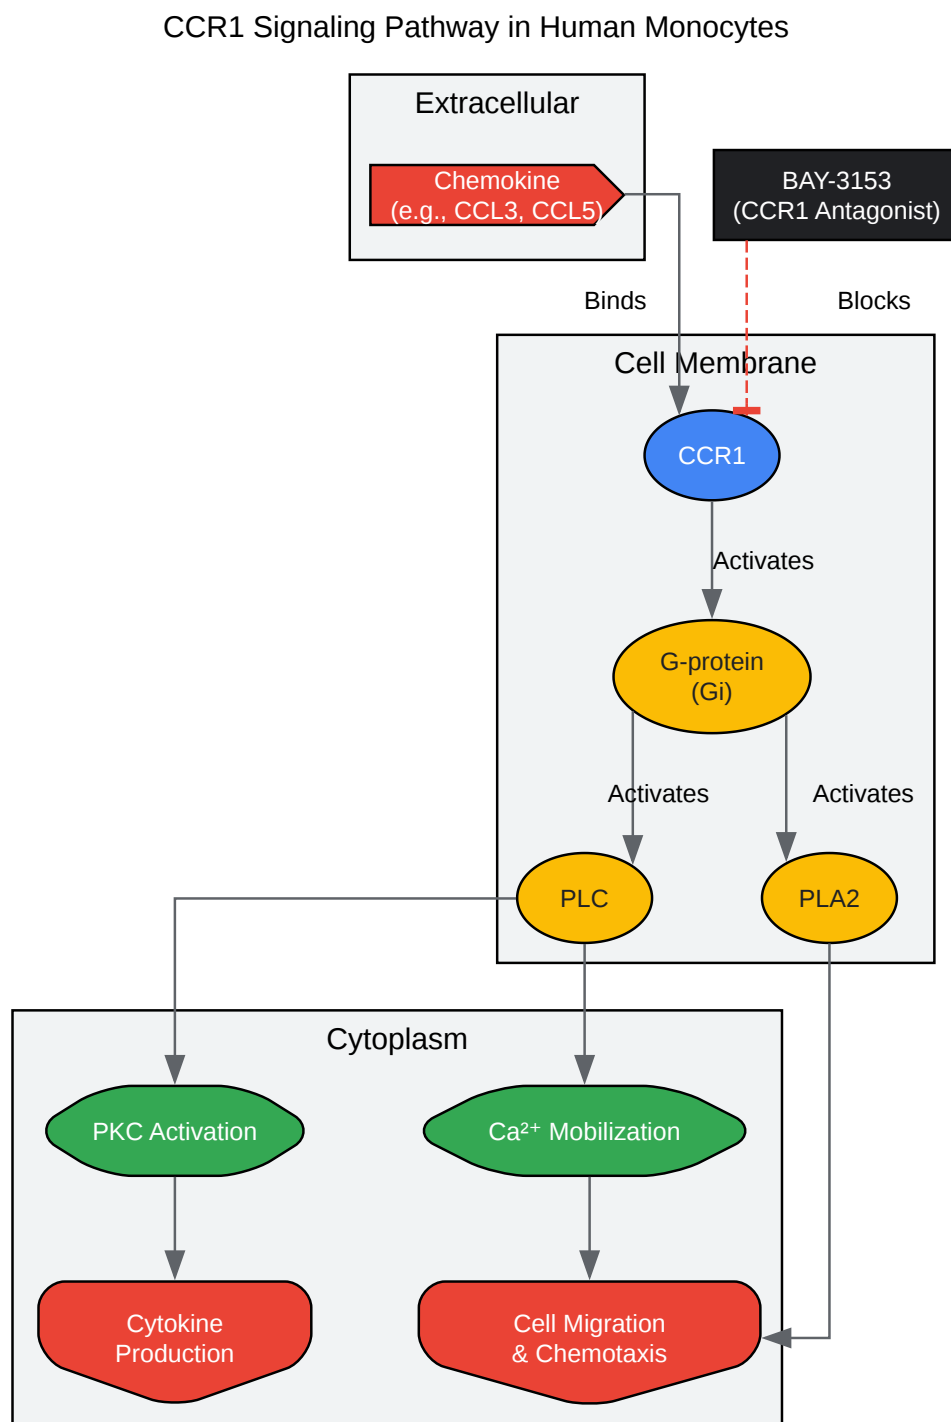 CCR1 Signaling Pathway in Human Monocytes
Extracellular
Chemokine
(e.g., CCL3, CCL5)
BAY-3153
(CCR1 Antagonist)
Binds
Blocks
Cell Membrane
CCR1
Activates
G-protein
(Gi)
Activates
Activates
PLC
PLA2
Cytoplasm
PKC Activation
Ca²⁺ Mobilization
Cytokine
Production
Cell Migration
& Chemotaxis